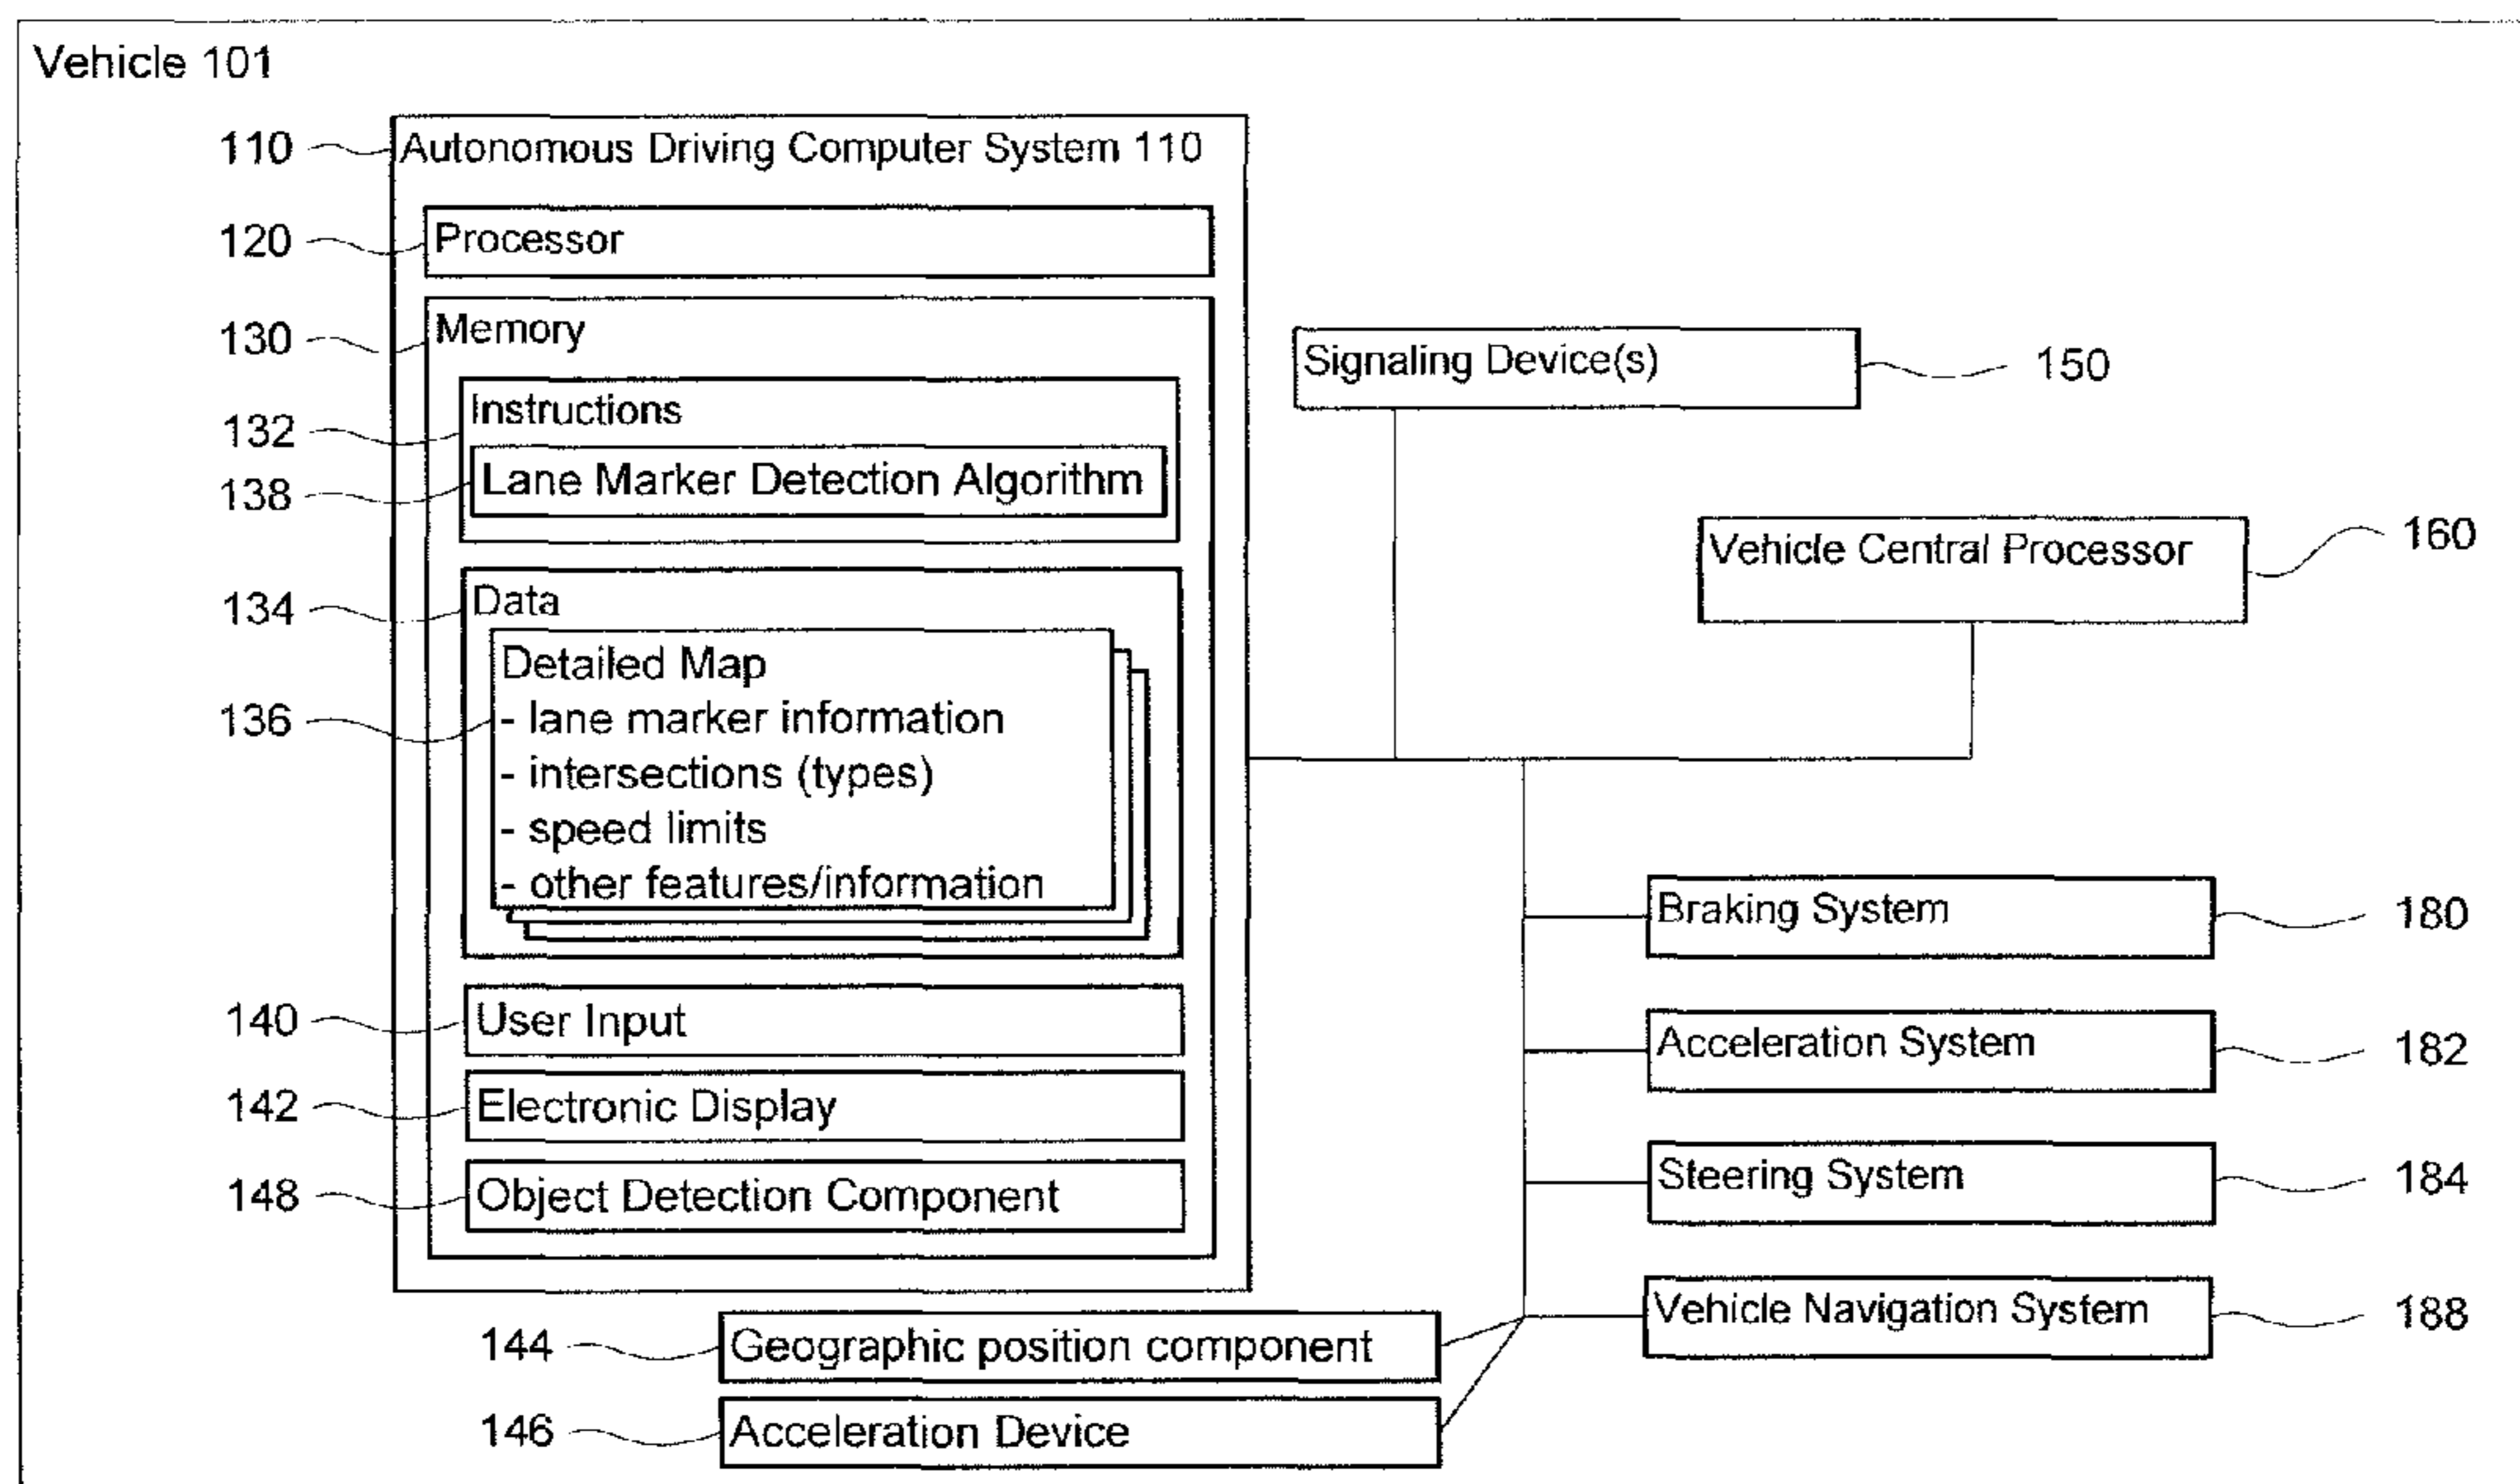 Vehicle 101
110 Autonomous Driving Computer System 110
120 Processor
130 Memory
132 Instructions
138 Lane Marker Detection Algorithm
134 Data
Detailed Map
136 - lane marker information
- intersections (types)
- speed limits
- other features/information
140 User Input
142 Electronic Display
148 Object Detection Component
144 Geographic position component
146 Acceleration Device
Signaling Device(s) 150
Vehicle Central Processor 160
Braking System 180
Acceleration System 182
Steering System 184
Vehicle Navigation System 188